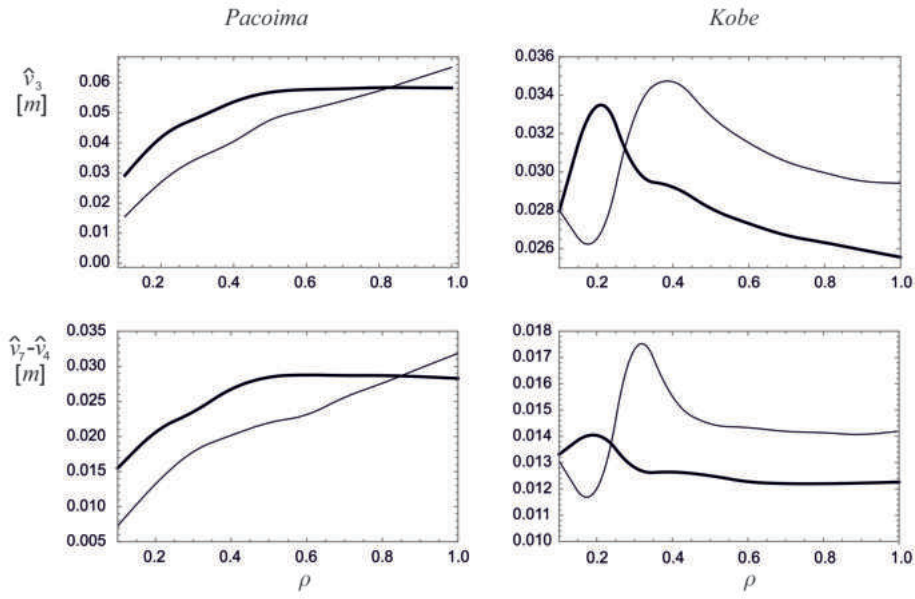 Pacoima Kobe
v̂₃ [m]
0.06 0.05 0.04 0.03 0.02 0.01 0.00
0.2 0.4 0.6 0.8 1.0
0.036 0.034 0.032 0.030 0.028 0.026
0.2 0.4 0.6 0.8 1.0
v̂₇-v̂₄ [m]
0.035 0.030 0.025 0.020 0.015 0.010 0.005
0.2 0.4 0.6 0.8 1.0
ρ
0.018 0.017 0.016 0.015 0.014 0.013 0.012 0.011 0.010
0.2 0.4 0.6 0.8 1.0
ρ